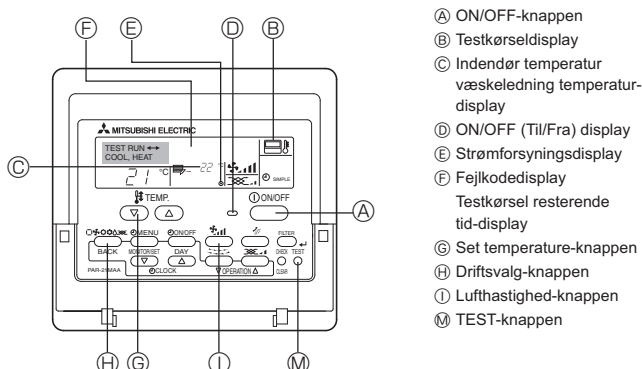 F E D B
MITSUBISHI ELECTRIC
TEST RUN
COOL, HEAT
21 °C
22 °
SIMPLE
C
TEMP.
ON/OFF
A
MENU ON/OFF FILTER
BACK MONITOR/SET DAY CHECK TEST
PAR-21MAA CLOCK OPERATION CLEAR
H G I M
A ON/OFF-knappen
B Testkørseldisplay
C Indendør temperatur
væskeledning temperatur-
display
D ON/OFF (Til/Fra) display
E Strømforsyningsdisplay
F Fejlkodedisplay
Testkørsel resterende
tid-display
G Set temperature-knappen
H Driftsvalg-knappen
I Lufthastighed-knappen
M TEST-knappen